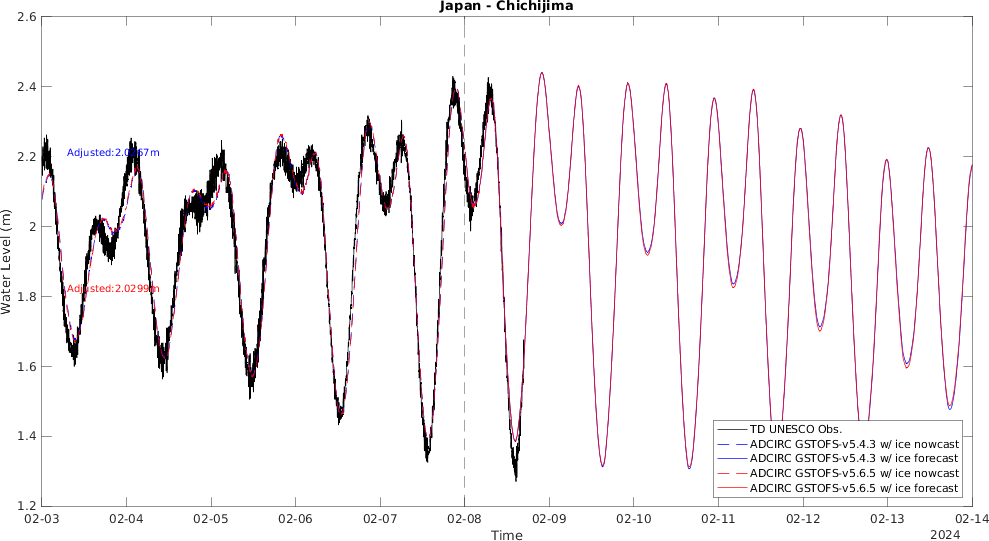 Japan - Chichijima
2.6
2.4
2.2
2
1.8
1.6
1.4
1.2
Water Level (m)
Adjusted:2.0367m
Adjusted:2.0299m
TD UNESCO Obs.
ADCIRC GSTOFS-v5.4.3 w/ ice nowcast
ADCIRC GSTOFS-v5.4.3 w/ ice forecast
ADCIRC GSTOFS-v5.6.5 w/ ice nowcast
ADCIRC GSTOFS-v5.6.5 w/ ice forecast
02-03 02-04 02-05 02-06 02-07 02-08 02-09 02-10 02-11 02-12 02-13 02-14
Time
2024